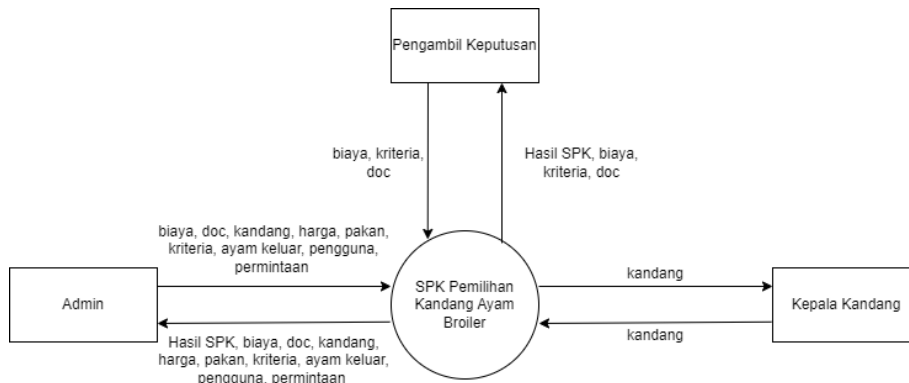 Pengambil Keputusan
biaya, kriteria,
doc
Hasil SPK, biaya,
kriteria, doc
biaya, doc, kandang, harga, pakan,
kriteria, ayam keluar, pengguna,
permintaan
Admin
SPK Pemilihan
Kandang Ayam
Broiler
kandang
Kepala Kandang
kandang
Hasil SPK, biaya, doc, kandang,
harga, pakan, kriteria, ayam keluar,
pengguna, permintaan